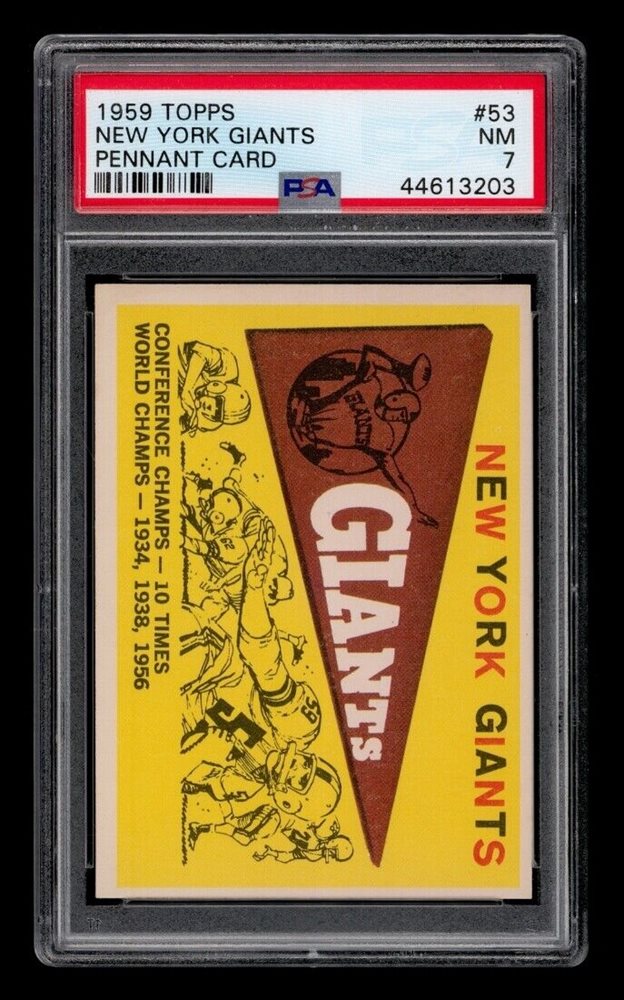 1959 TOPPS #53
NEW YORK GIANTS NM
PENNANT CARD 7
PSA 44613203
NEW YORK GIANTS
GIANTS
GIANTS
CONFERENCE CHAMPS — 10 TIMES
WORLD CHAMPS — 1934, 1938, 1956